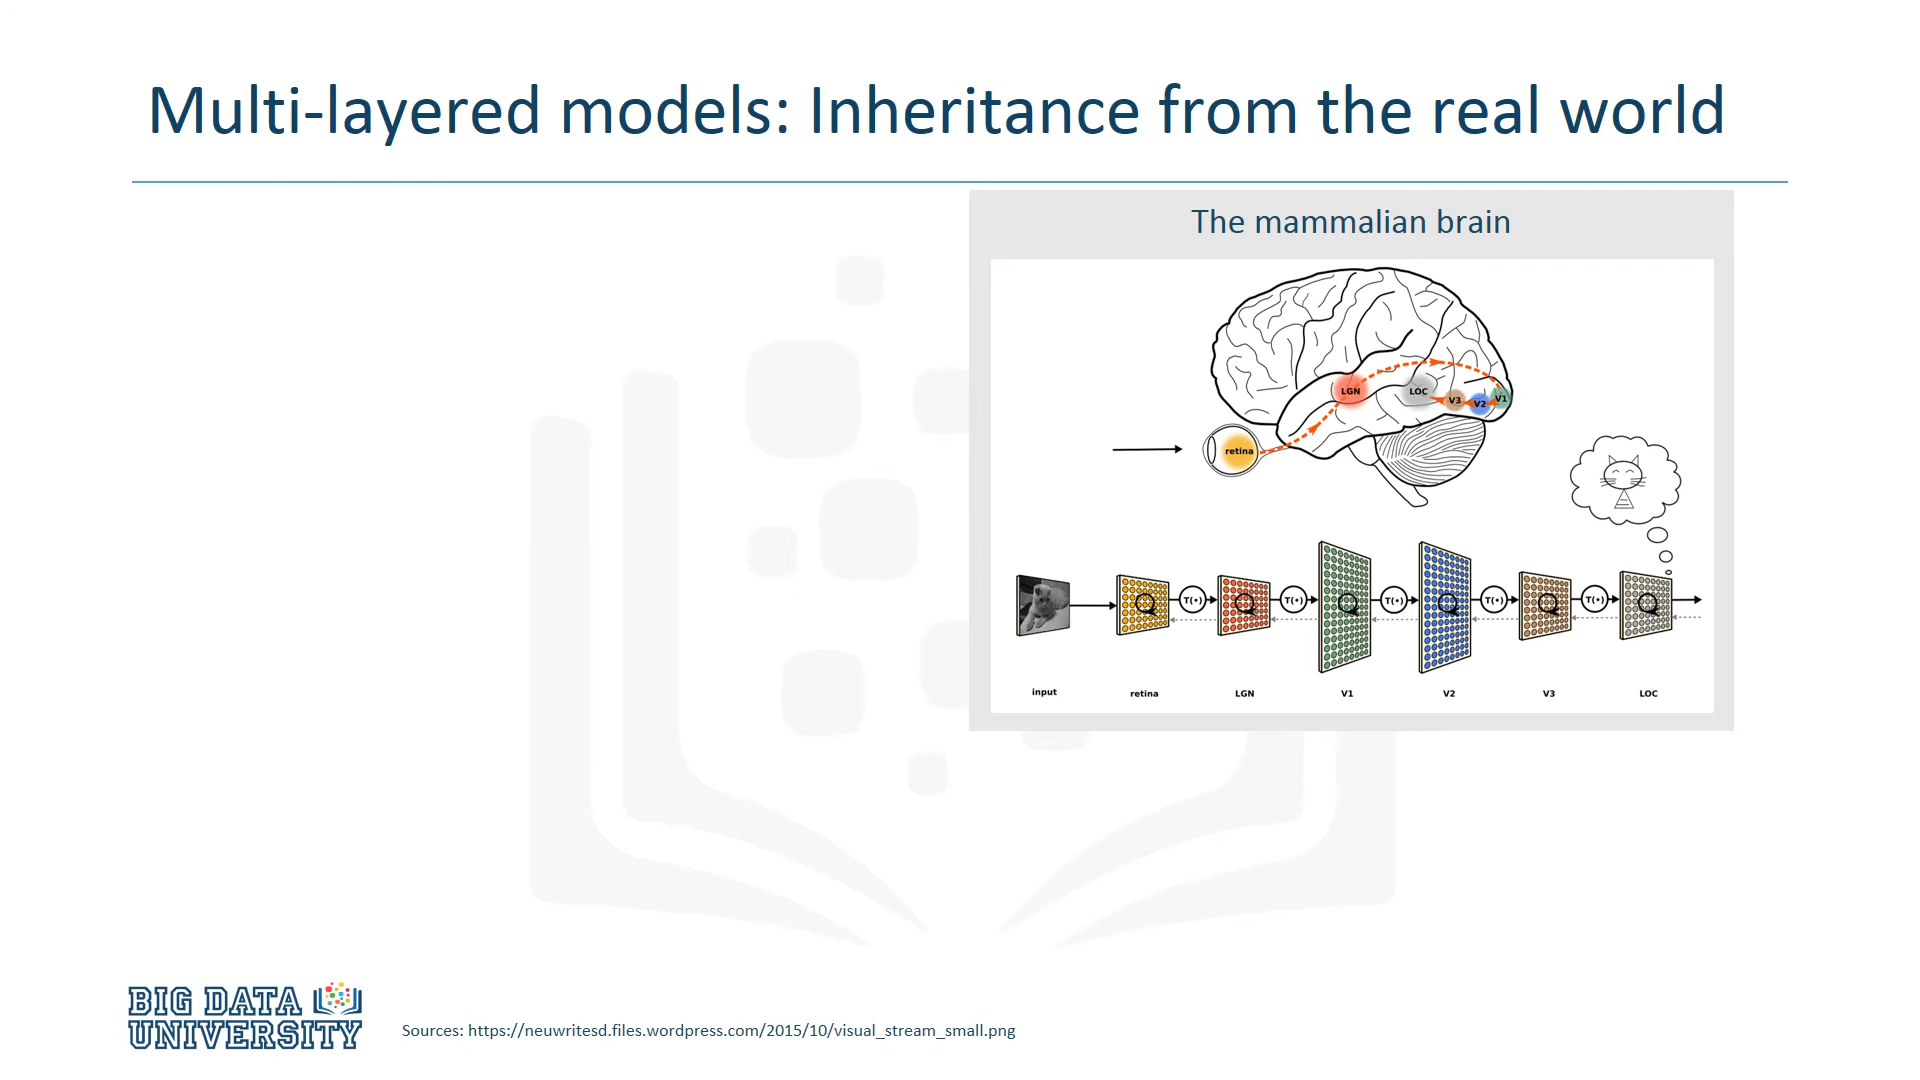 Multi-layered models: Inheritance from the real world
The mammalian brain
LGN
LOC
V3
V2
V1
retina
T(•)
T(•)
T(•)
T(•)
T(•)
input
retina
LGN
V1
V2
V3
LOC
BIG DATA
UNIVERSITY
Sources: https://neuwritesd.files.wordpress.com/2015/10/visual_stream_small.png